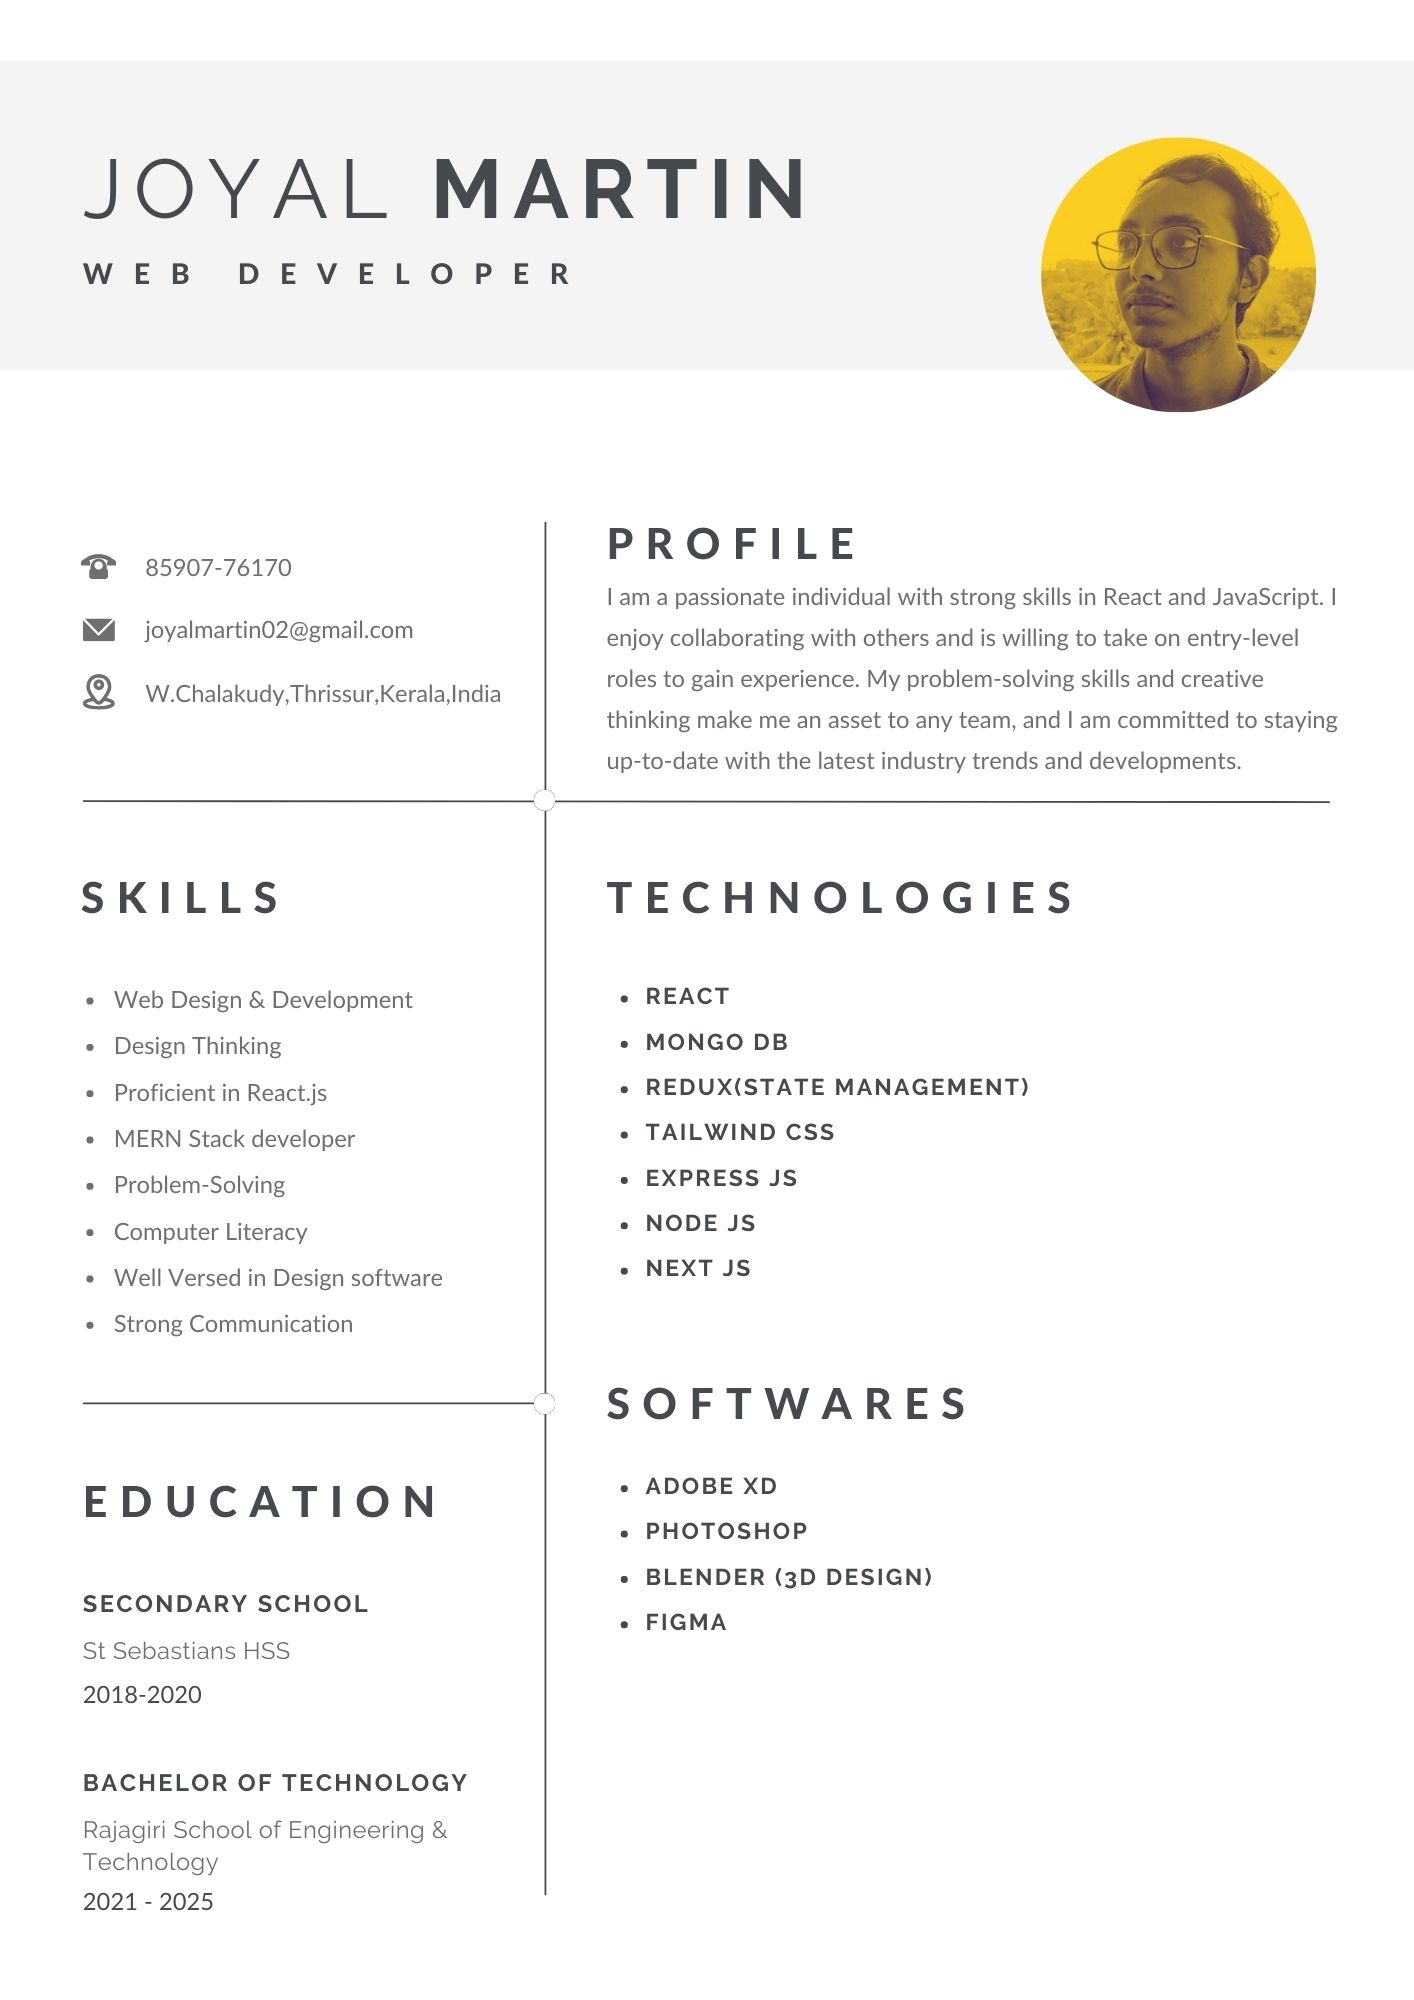 JOYAL MARTIN
WEB DEVELOPER
85907-76170
joyalmartin02@gmail.com
W.Chalakudy,Thrissur,Kerala,India
PROFILE
I am a passionate individual with strong skills in React and JavaScript. I
enjoy collaborating with others and is willing to take on entry-level
roles to gain experience. My problem-solving skills and creative
thinking make me an asset to any team, and I am committed to staying
up-to-date with the latest industry trends and developments.
SKILLS
• Web Design & Development
• Design Thinking
• Proficient in React.js
• MERN Stack developer
• Problem-Solving
• Computer Literacy
• Well Versed in Design software
• Strong Communication
EDUCATION
SECONDARY SCHOOL
St Sebastians HSS
2018-2020
BACHELOR OF TECHNOLOGY
Rajagiri School of Engineering &
Technology
2021 - 2025
TECHNOLOGIES
• REACT
• MONGO DB
• REDUX(STATE MANAGEMENT)
• TAILWIND CSS
• EXPRESS JS
• NODE JS
• NEXT JS
SOFTWARES
• ADOBE XD
• PHOTOSHOP
• BLENDER (3D DESIGN)
• FIGMA